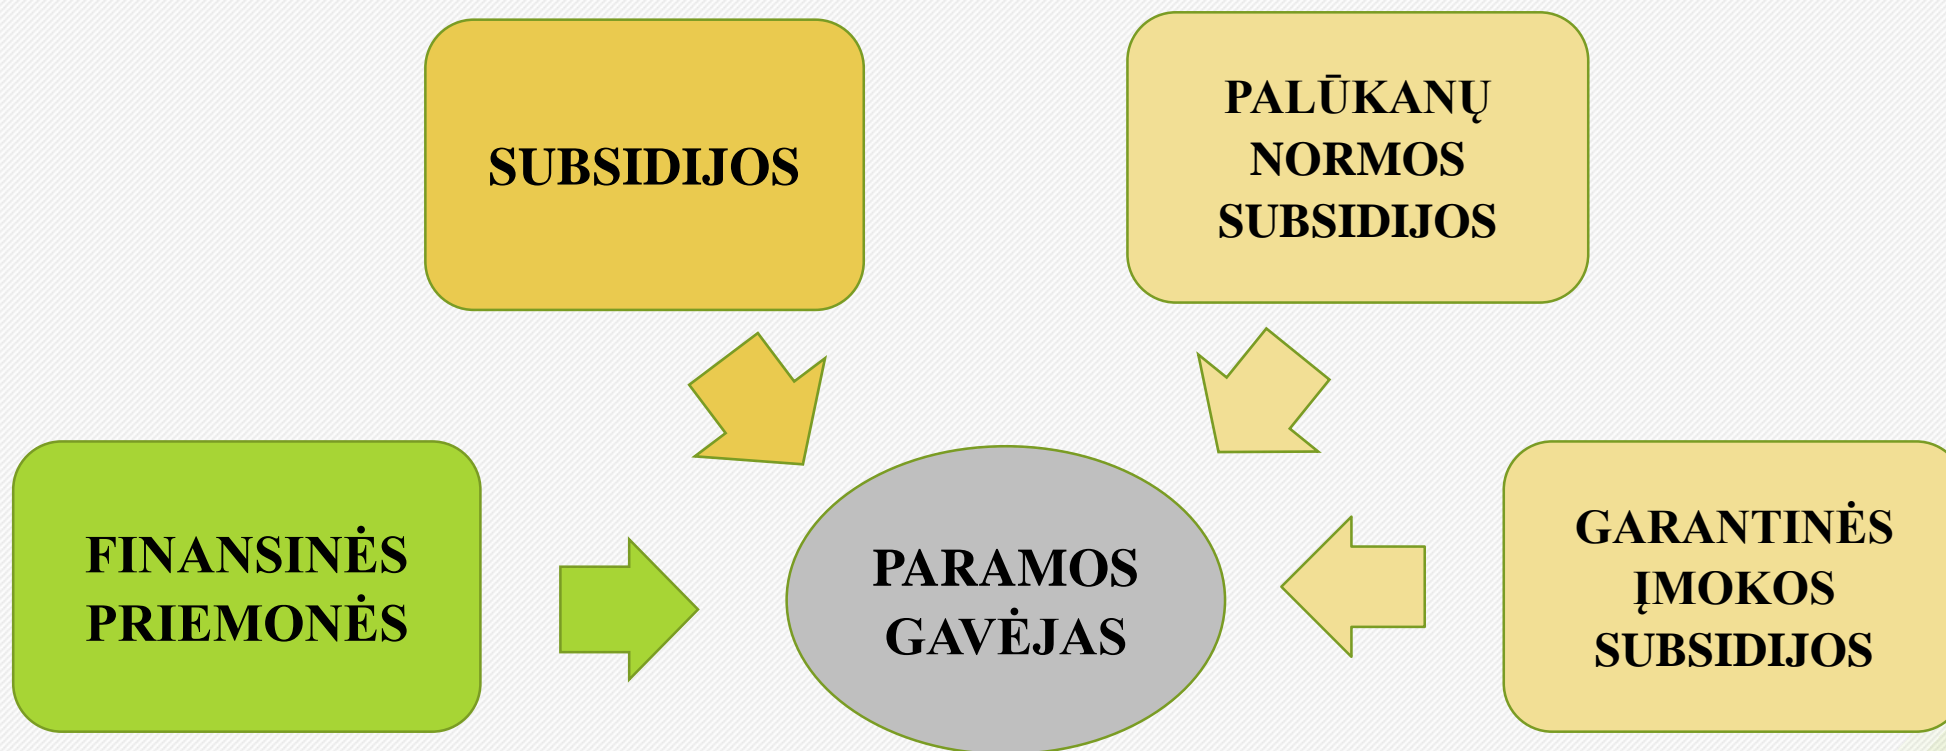 SUBSIDIJOS
PALŪKANŲ
NORMOS
SUBSIDIJOS
FINANSINĖS
PRIEMONĖS
PARAMOS
GAVĖJAS
GARANTINĖS
ĮMOKOS
SUBSIDIJOS